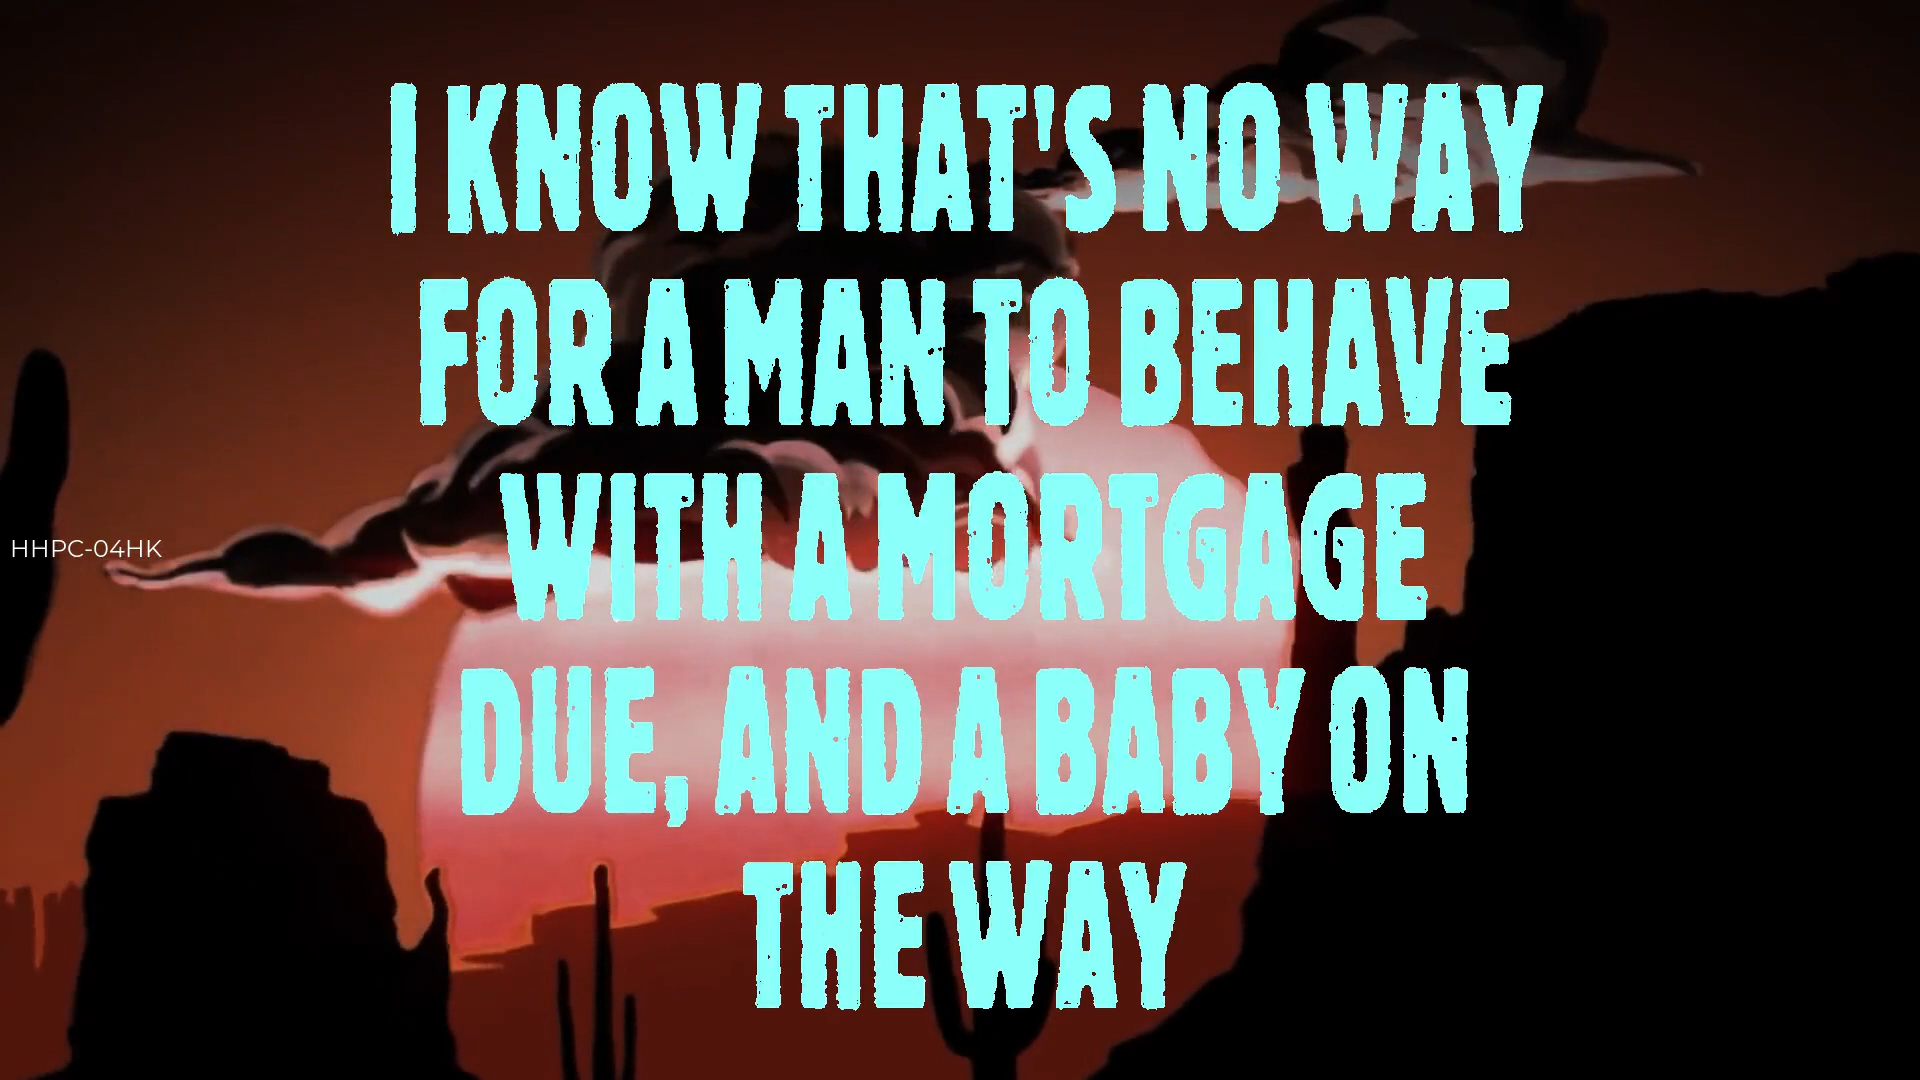 I KNOW THAT'S NO WAY
FOR A MAN TO BEHAVE
WITH A MORTGAGE
HHPC-04HK
DUE, AND A BABY ON
THE WAY